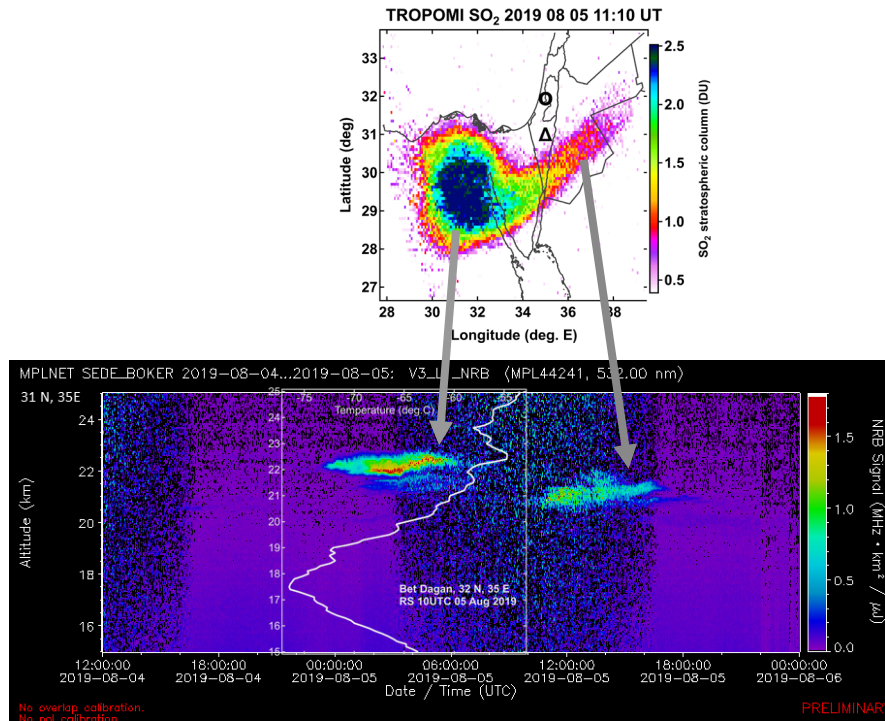 TROPOMI SO₂ 2019 08 05 11:10 UT
33
32
31
30
29
28
27
Latitude (deg)
O
Δ
28
30
32
34
36
38
Longitude (deg. E)
2.5
2.0
1.5
1.0
0.5
SO₂ stratospheric column (DU)
MPLNET SEDE_BOKER 2019-08-04...2019-08-05: (MPL44241, nm)
31 N, 35E
24
22
20
18
16
Altitude (km)
-75
-70
-65
-60
Temperature (deg.C)
25
24
23
22
21
20
19
18
17
16
15
Bet Dagan, 32 N, 35 E
RS 10UTC 05 Aug 2019
1.5
1.0
0.5
0.0
NRB Signal (MHz • km² /
12:00:00 18:00:00 00:00:00 06:00:00 12:00:00 18:00:00 00:00:00
2019-08-04 2019-08-04 2019-08-05 2019-08-05 2019-08-05 2019-08-05 2019-08-06
Date / Time (UTC)
No overlap calibration.
No pol calibration.
PRELIMINAR